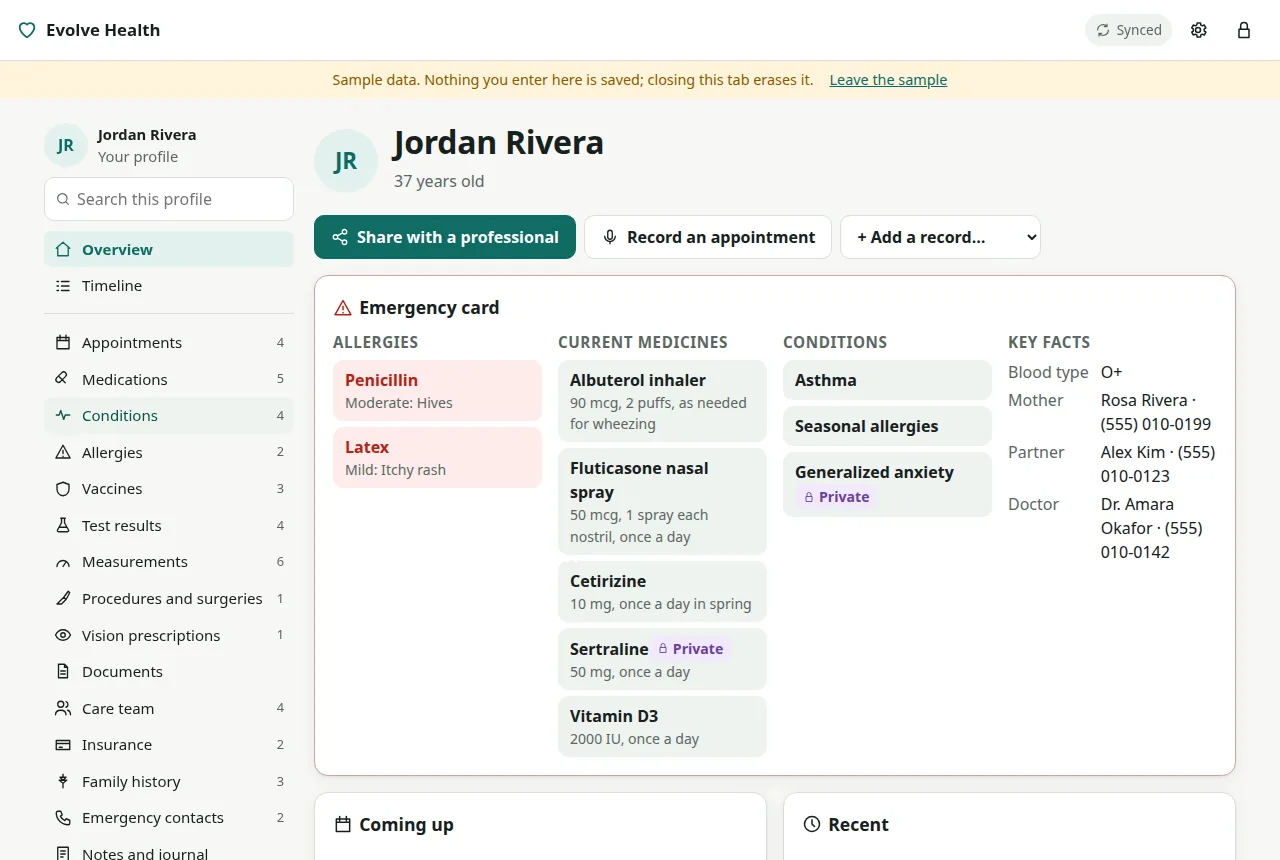 Evolve Health
Synced
Sample data. Nothing you enter here is saved; closing this tab erases it. Leave the sample
JR
Jordan Rivera
Your profile
Search this profile
Overview
Timeline
Appointments 4
Medications 5
Conditions 4
Allergies 2
Vaccines 3
Test results 4
Measurements 6
Procedures and surgeries 1
Vision prescriptions 1
Documents
Care team 4
Insurance 2
Family history 3
Emergency contacts 2
Notes and journal
JR
Jordan Rivera
37 years old
Share with a professional
Record an appointment
+ Add a record...
Emergency card
ALLERGIES
Penicillin
Moderate: Hives
Latex
Mild: Itchy rash
CURRENT MEDICINES
Albuterol inhaler
90 mcg, 2 puffs, as needed
for wheezing
Fluticasone nasal
spray
50 mcg, 1 spray each
nostril, once a day
Cetirizine
10 mg, once a day in spring
Sertraline Private
50 mg, once a day
Vitamin D3
2000 IU, once a day
CONDITIONS
Asthma
Seasonal allergies
Generalized anxiety
Private
KEY FACTS
Blood type O+
Mother Rosa Rivera ·
(555) 010-0199
Partner Alex Kim · (555)
010-0123
Doctor Dr. Amara
Okafor · (555)
010-0142
Coming up
Recent